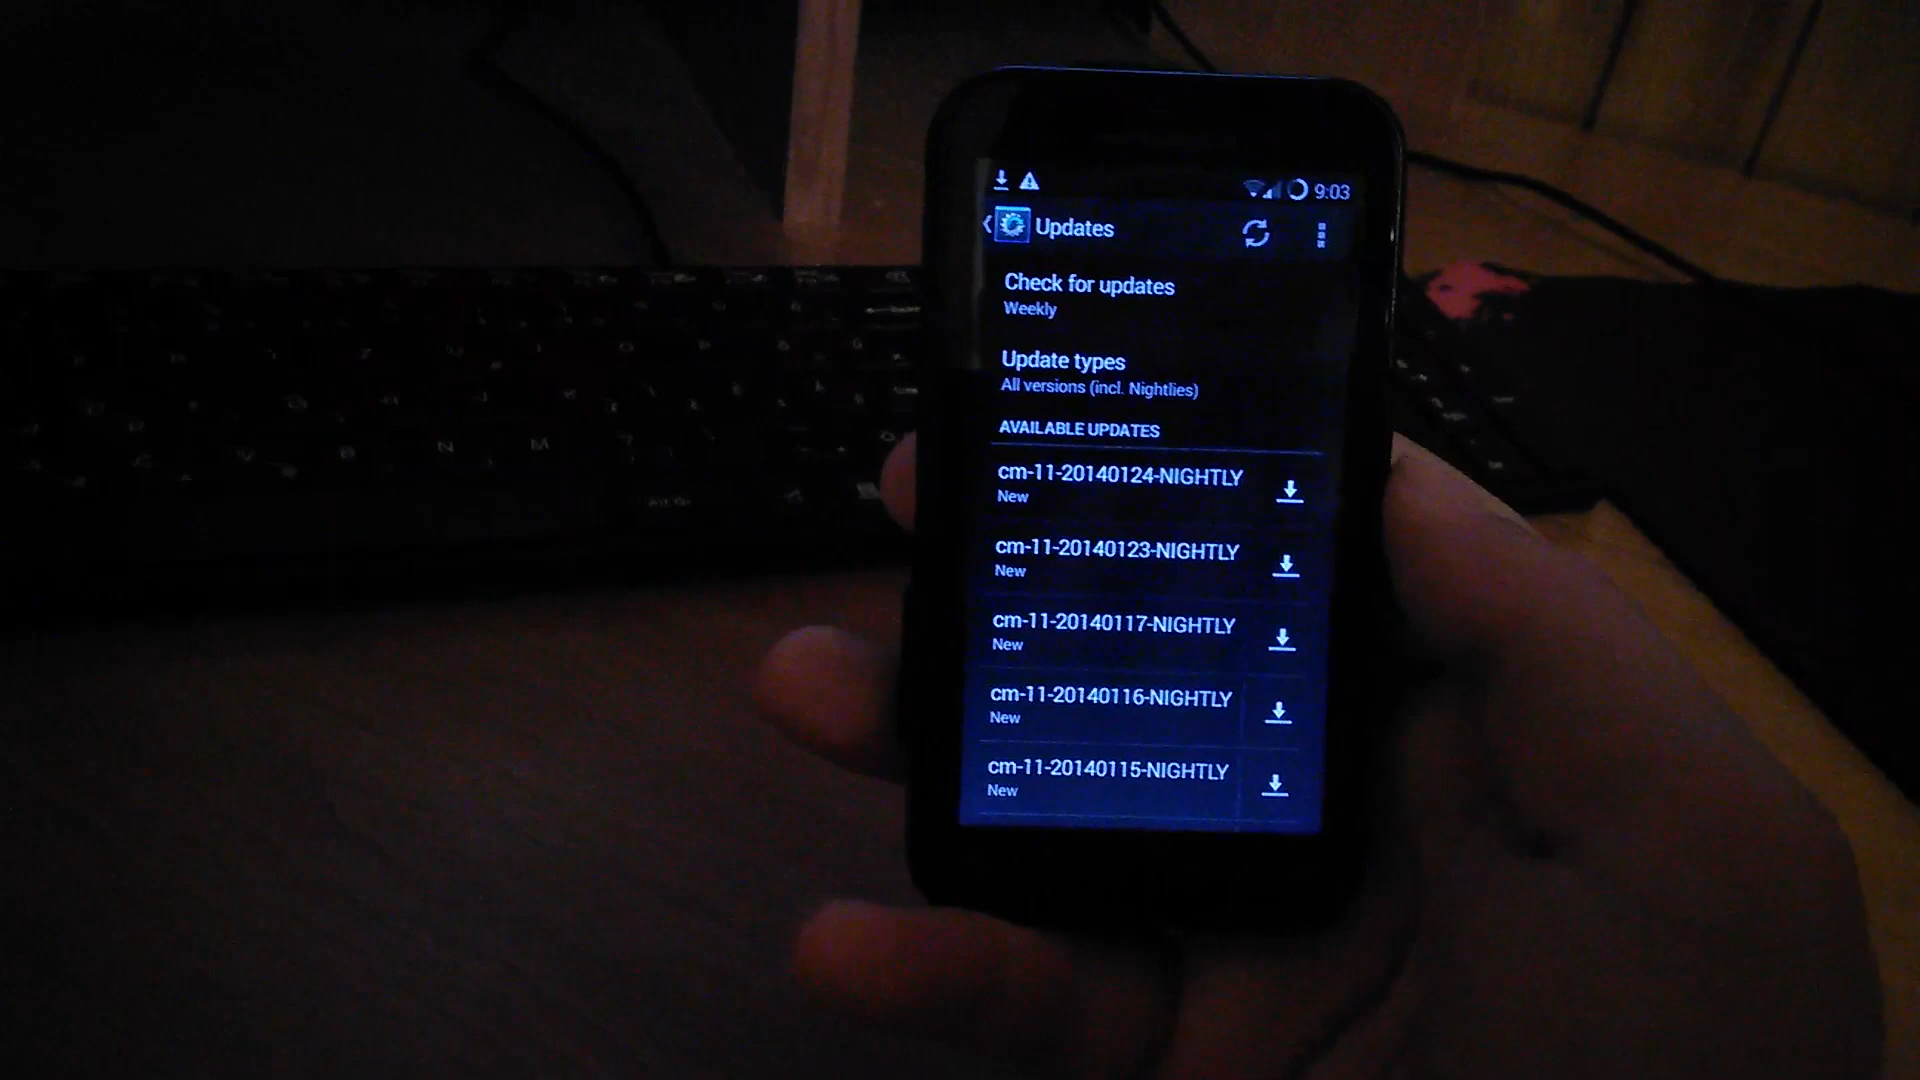 9:03
Updates
Check for updates
Weekly
Update types
All versions (incl. Nightlies)
AVAILABLE UPDATES
cm-11-20140124-NIGHTLY
New
cm-11-20140123-NIGHTLY
New
cm-11-20140117-NIGHTLY
New
cm-11-20140116-NIGHTLY
New
cm-11-20140115-NIGHTLY
New
N M
Alt Gr